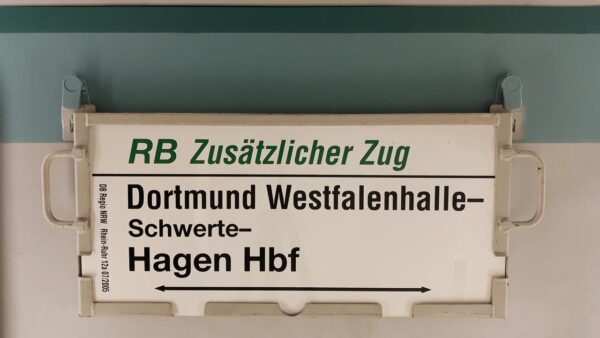 RB Zusätzlicher Zug
Dortmund Westfalenhalle–
Schwerte–
Hagen Hbf
DB Regio NRW Rhein-Ruhr 12a 07/2005